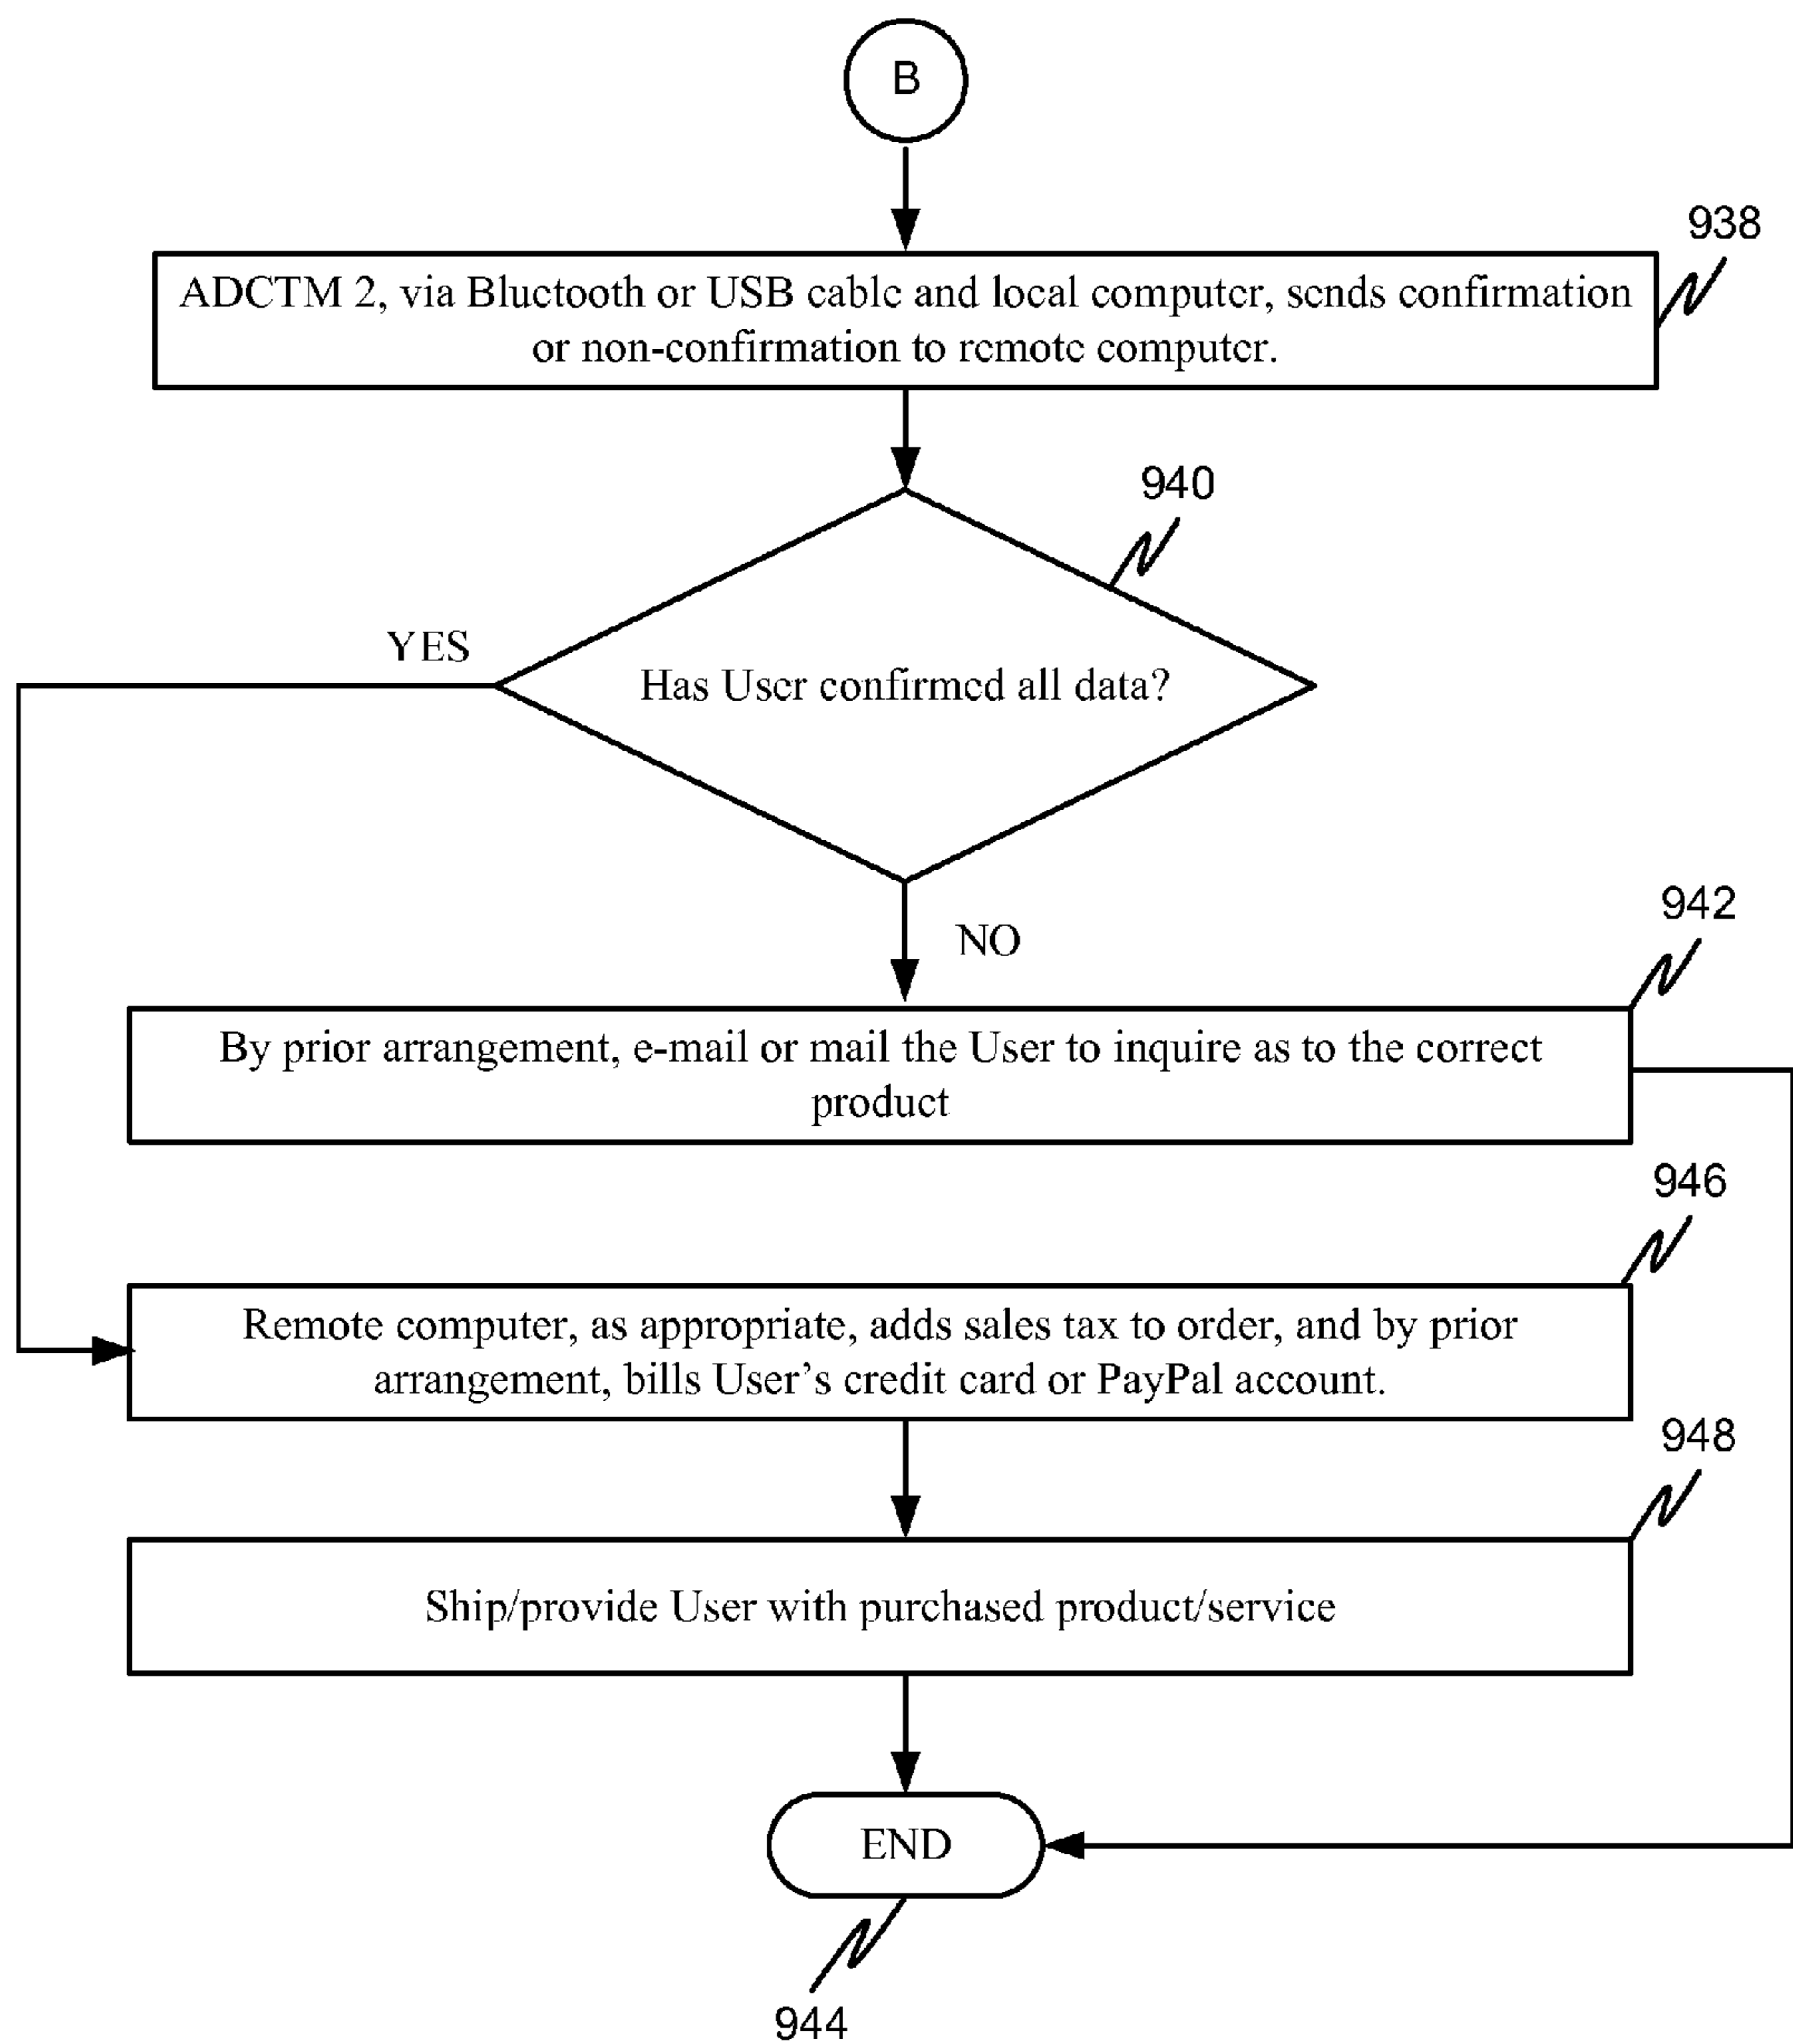 B
938
ADCTM 2, via Bluetooth or USB cable and local computer, sends confirmation
or non-confirmation to remote computer.
940
YES
Has User confirmed all data?
NO
942
By prior arrangement, e-mail or mail the User to inquire as to the correct
product
946
Remote computer, as appropriate, adds sales tax to order, and by prior
arrangement, bills User’s credit card or PayPal account.
948
Ship/provide User with purchased product/service
END
944